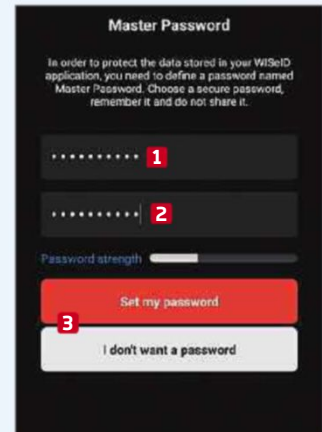 Master Password
In order to protect the data stored in your WISeID
application, you need to define a password named
Master Password. Choose a secure password,
remember it and do not share it.
•••••••••• 1
•••••••••• 2
Password strength
Set my password
3
I don't want a password